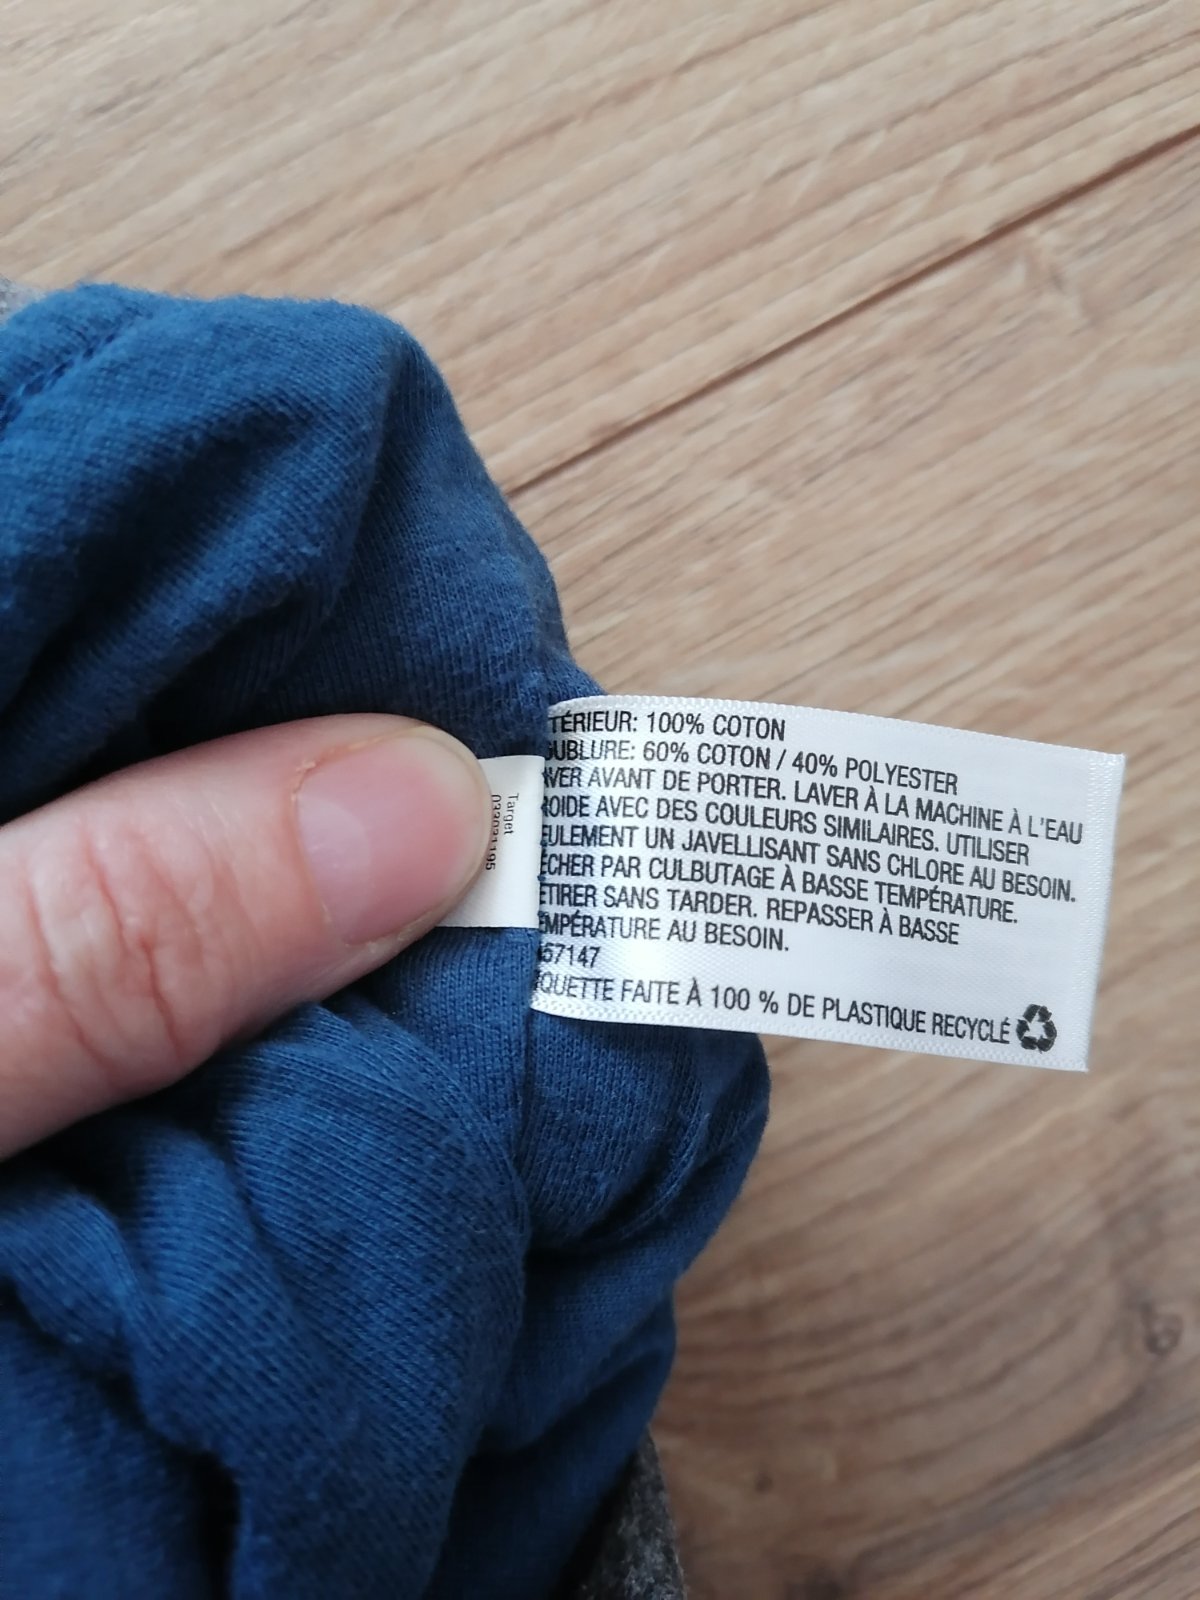 TÉRIEUR: 100% COTON
UBLURE: 60% COTON / 40% POLYESTER
VER AVANT DE PORTER. LAVER À LA MACHINE À L'EAU
ROIDE AVEC DES COULEURS SIMILAIRES. UTILISER
EULEMENT UN JAVELLISANT SANS CHLORE AU BESOIN.
ÉCHER PAR CULBUTAGE À BASSE TEMPÉRATURE.
ETIRER SANS TARDER. REPASSER À BASSE
EMPÉRATURE AU BESOIN.
57147
QUETTE FAITE À 100 % DE PLASTIQUE RECYCLÉ
Target